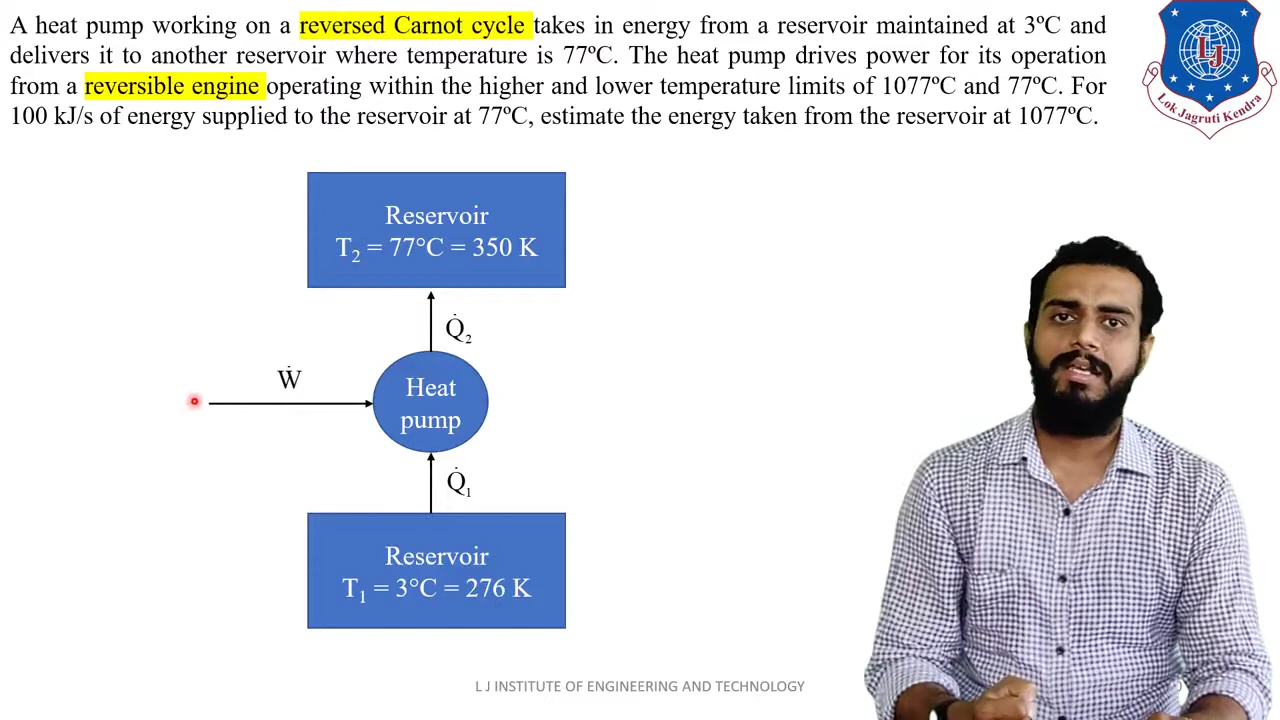 A heat pump working on a reversed Carnot cycle takes in energy from a reservoir maintained at 3ºC and
delivers it to another reservoir where temperature is 77ºC. The heat pump drives power for its operation
from a reversible engine operating within the higher and lower temperature limits of 1077ºC and 77ºC. For
100 kJ/s of energy supplied to the reservoir at 77ºC, estimate the energy taken from the reservoir at 1077ºC.
LJ
Lok Jagruti Kendra
Reservoir
T₂ = 77°C = 350 K
Q̇₂
Ẇ
Heat
pump
Q̇₁
Reservoir
T₁ = 3°C = 276 K
L J INSTITUTE OF ENGINEERING AND TECHNOLOGY